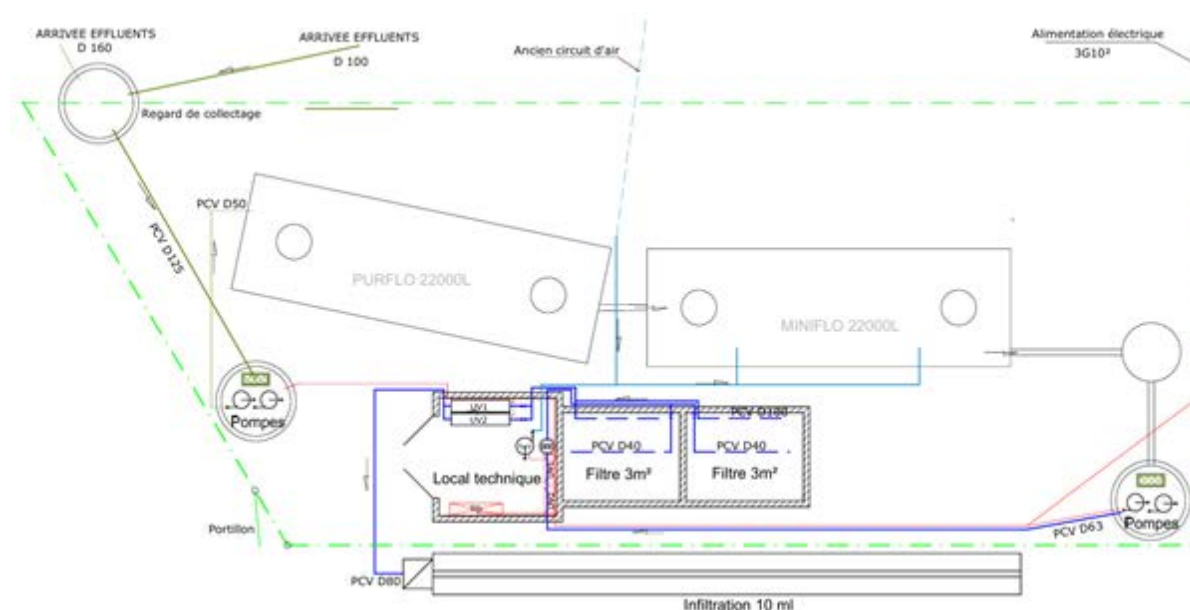 ARRIVEE EFFLUENTS
D 160
ARRIVEE EFFLUENTS
D 100
Ancien circuit d'air
Alimentation électrique
3G10²
Regard de collectage
PCV D50
PCV D125
PURFLO 22000L
MINIFLO 22000L
Pompes
UV1
UV2
PCV D100
PCV D40
PCV D40
Local technique
Filtre 3m²
Filtre 3m²
Portillon
PCV D63
Pompes
PCV D80
Infiltration 10 ml